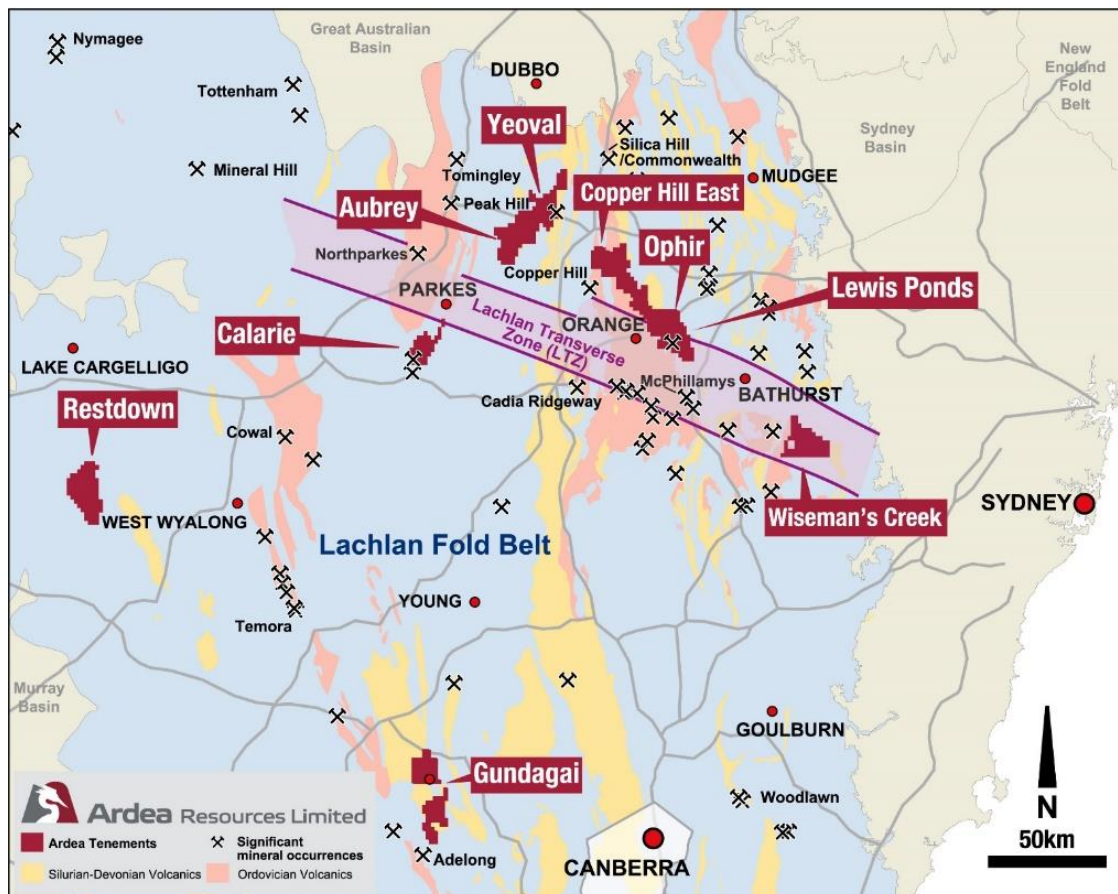 Great Australian
Basin
New
England
Fold
Belt
Nymagee
DUBBO
Tottenham
Yeoval
Sydney
Basin
Silica Hill
/Commonwealth
Mineral Hill
Tomingley
MUDGEE
Aubrey
Peak Hill
Copper Hill East
Northparkes
Ophir
Copper Hill
PARKES
Lewis Ponds
Lachlan Transverse
Zone (LTZ)
ORANGE
Calarie
LAKE CARGELLIGO
McPhillamys
BATHURST
Cadia Ridgeway
Restdown
Cowal
WEST WYALONG
SYDNEY
Wiseman's Creek
Lachlan Fold Belt
YOUNG
Temora
Murray
Basin
GOULBURN
Gundagai
Woodlawn
N
50km
Adelong
CANBERRA
Ardea Resources Limited
Ardea Tenements
Significant
mineral occurrences
Silurian-Devonian Volcanics
Ordovician Volcanics